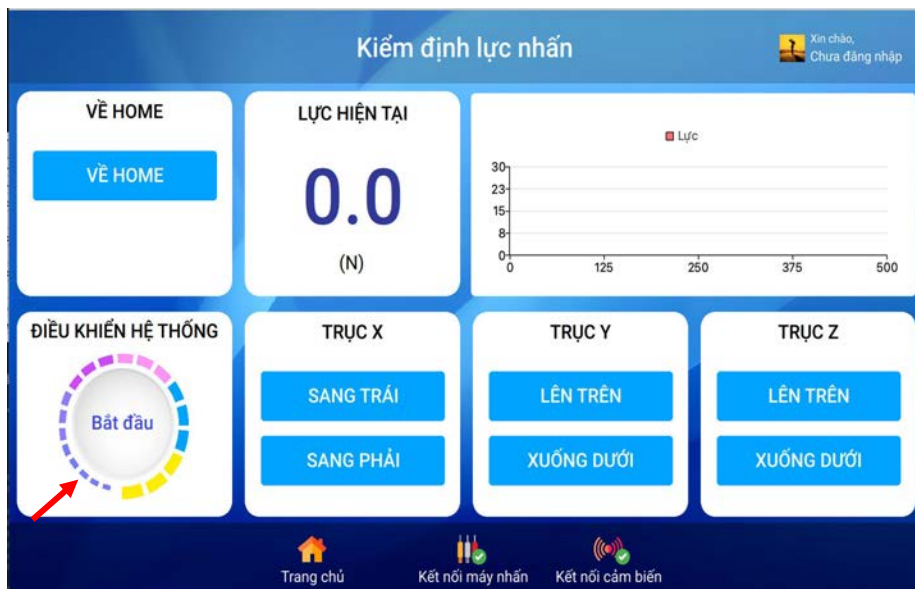 Kiểm định lực nhấn
Xin chào,
Chưa đăng nhập
VỀ HOME
VỀ HOME
LỰC HIỆN TẠI
0.0
(N)
Lực
30
23
15
8
0
0 125 250 375 500
ĐIỀU KHIỂN HỆ THỐNG
Bắt đầu
TRỤC X
SANG TRÁI
SANG PHẢI
TRỤC Y
LÊN TRÊN
XUỐNG DƯỚI
TRỤC Z
LÊN TRÊN
XUỐNG DƯỚI
Trang chủ
Kết nối máy nhấn
Kết nối cảm biến